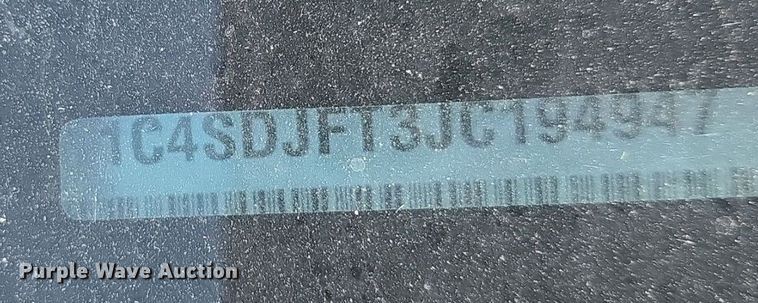 1C4SDJFT3JC194947
Purple Wave Auction